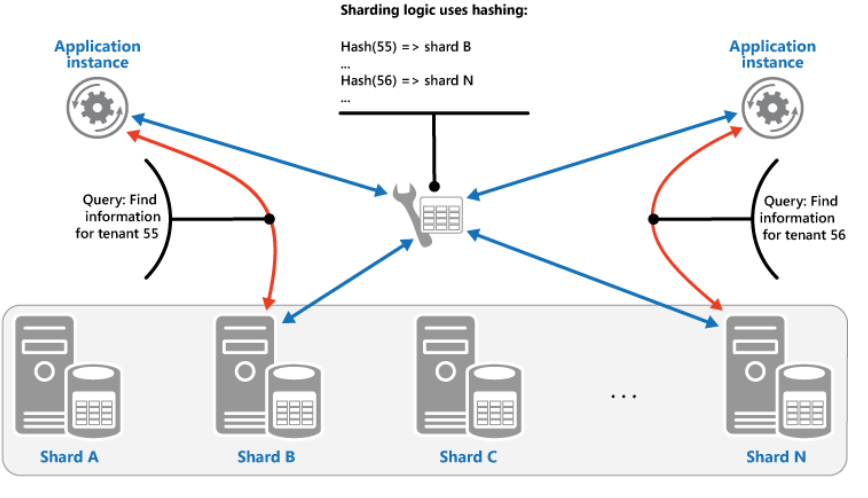 Sharding logic uses hashing:
Hash(55) => shard B
...
Hash(56) => shard N
...
Application
instance
Application
instance
Query: Find
information
for tenant 55
Query: Find
information
for tenant 56
. . .
Shard A
Shard B
Shard C
Shard N